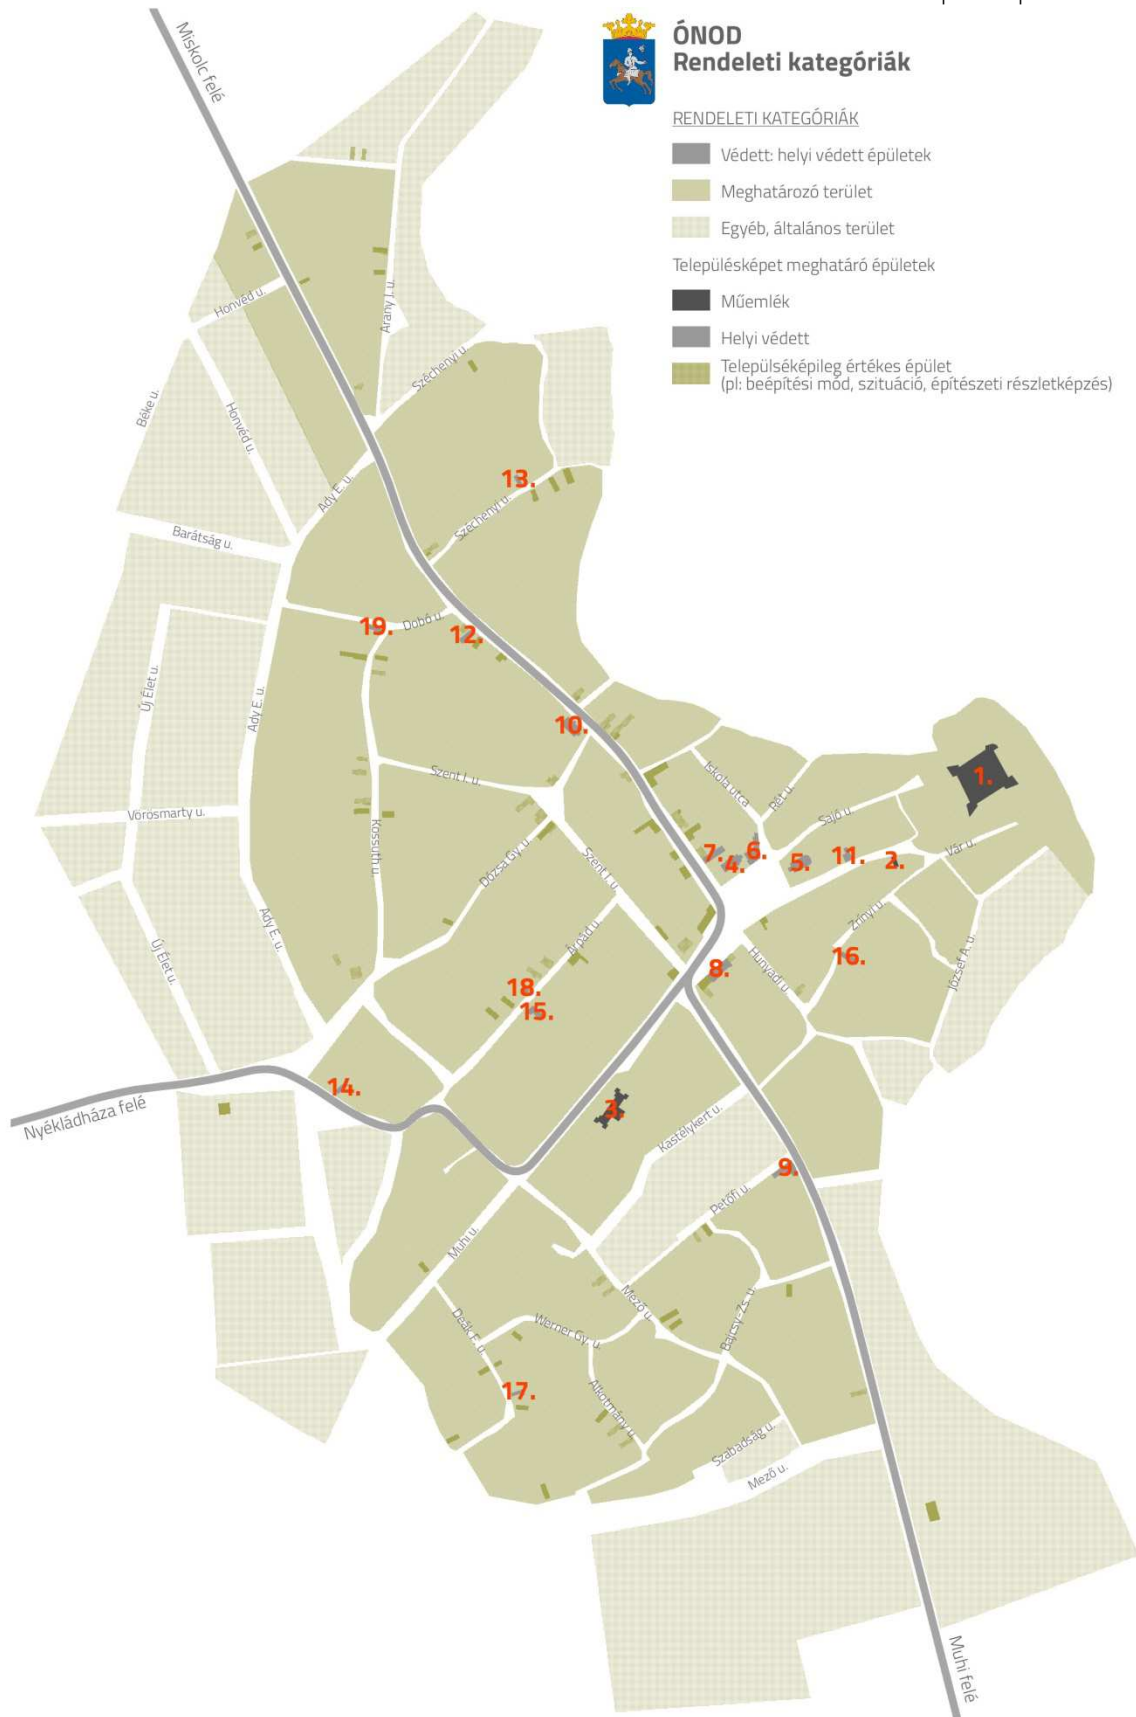 ÓNOD
Rendeleti kategóriák
RENDELETI KATEGÓRIÁK
Védett: helyi védett épületek
Meghatározó terület
Egyéb, általános terület
Településképet meghatáró épületek
Műemlék
Helyi védett
Településéképileg értékes épület
(pl: beépítési mód, szituáció, építészeti részletképzés)
Miskolc felé
Honvéd u.
Arany J. u.
Széchenyi u.
Béke u.
Honvéd u.
Ady E. u.
13.
Széchenyi u.
Barátság u.
19.
Dobó u.
12.
Új Élet u.
Ady E. u.
10.
Szent I. u.
Iskola utca
Rét u.
1.
Vörösmarty u.
Sajó u.
Kossuth u.
Dózsa Gy. u.
Szent I. u.
7.
4.
6.
5.
11.
2.
Vár u.
Új Élet u.
Ady E. u.
Árpád u.
Zrínyi u.
Hunyadi u.
16.
József A. u.
8.
18.
15.
14.
Nyékládháza felé
3.
Kastélykert u.
9.
Petőfi u.
Muhi u.
Mező u.
Bajcsy-Zs. u.
Deák F. u.
Werner Gy. u.
17.
Alkotmány u.
Szabadság u.
Mező u.
Muhi felé